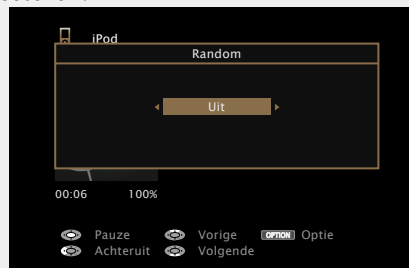 iPod
Random
Uit
00:06 100%
Pauze Vorige OPTION Optie
Achteruit Volgende